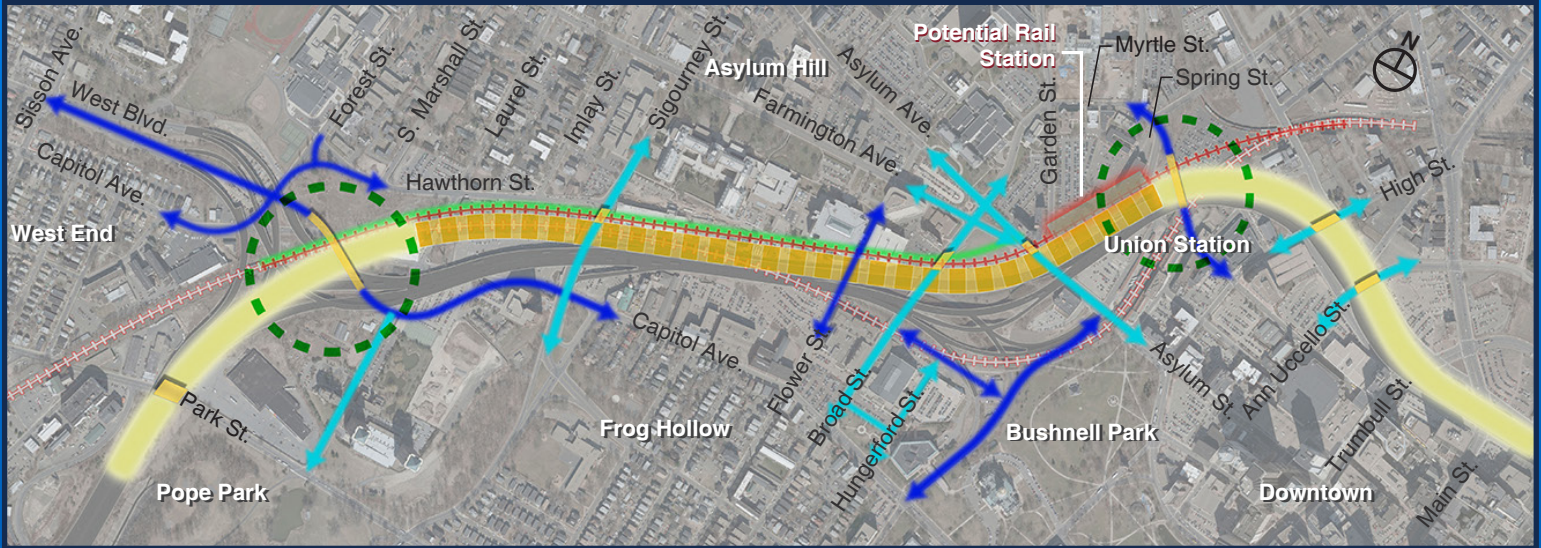 Sisson Ave.
West Blvd.
Capitol Ave.
West End
Forest St.
S. Marshall St.
Laurel St.
Imlay St.
Sigourney St.
Hawthorn St.
Asylum Hill
Asylum Ave.
Farmington Ave.
Potential Rail
Station
Garden St.
Myrtle St.
Spring St.
N
High St.
Union Station
Capitol Ave.
Flower St.
Broad St.
Hungerford St.
Asylum St.
Ann Uccello St.
Trumbull St.
Main St.
Park St.
Pope Park
Frog Hollow
Bushnell Park
Downtown